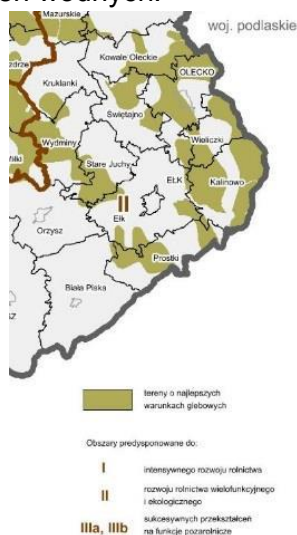 woj. podlaskie
Mazurskie
Kowale Oleckie
OLECKO
Kruklanki
Świętajno
Wydminy
Wieliczki
Stare Juchy
EŁK
Kalinowo
II
Ełk
Orzysz
Prostki
Biała Piska
tereny o najlepszych
warunkach glebowych
Obszary predysponowane do:
I
intensywnego rozwoju rolnictwa
II
rozwoju rolnictwa wielofunkcyjnego
i ekologicznego
IIIa, IIIb
sukcesywnych przekształceń
na funkcje pozarolnicze